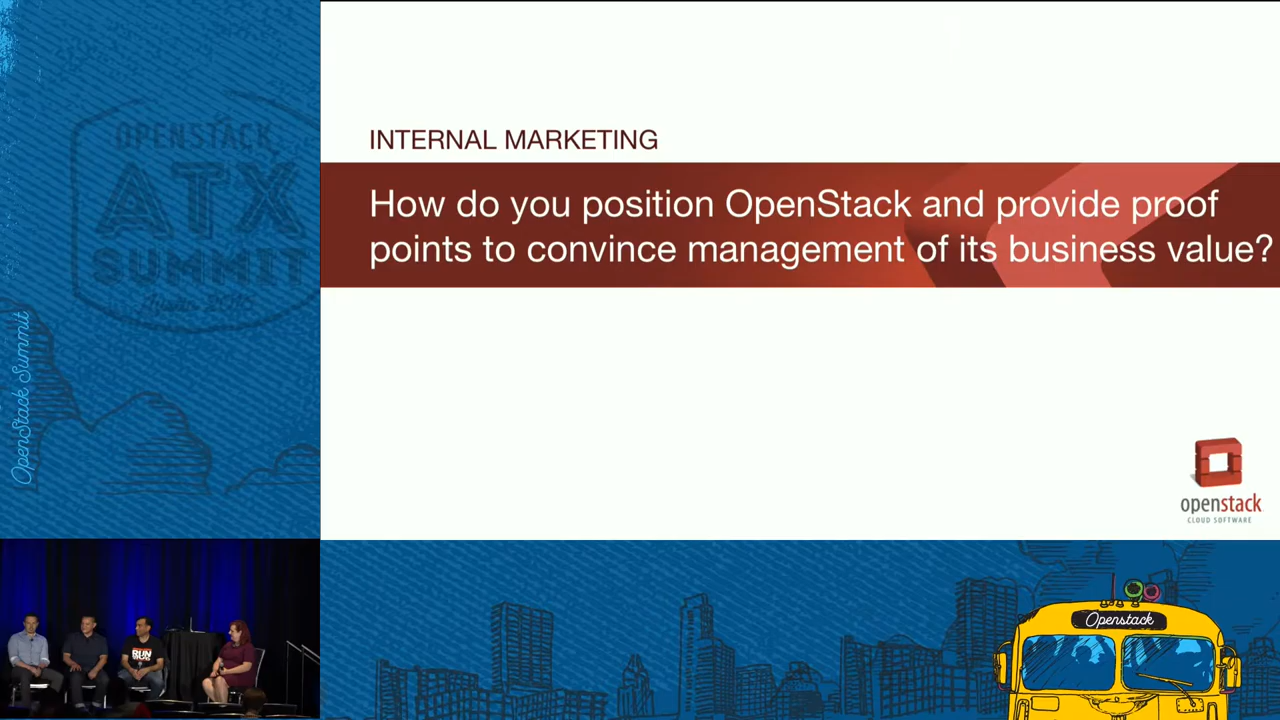 OPENSTACK
ATX
SUMMIT
OpenStack Summit
INTERNAL MARKETING
How do you position OpenStack and provide proof
points to convince management of its business value?
openstack
CLOUD SOFTWARE
RUN
Openstack